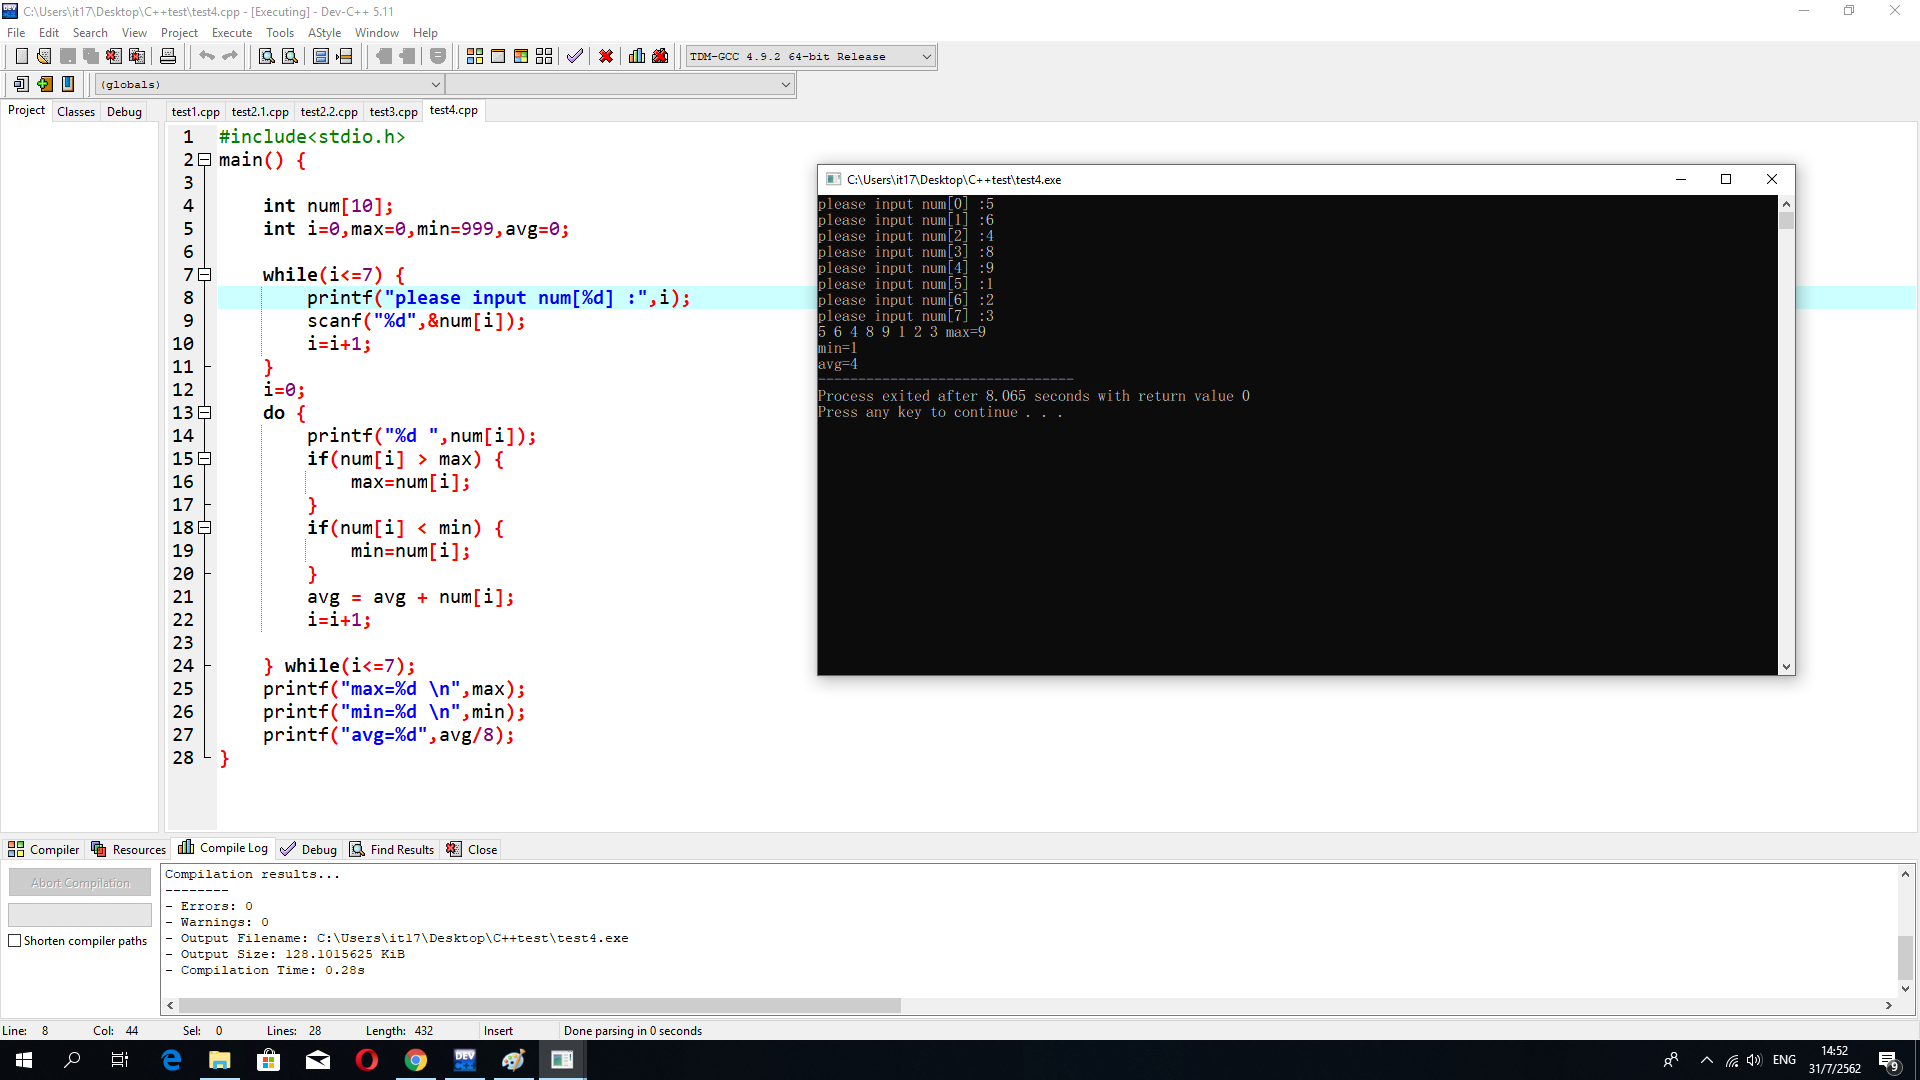 C:\Users\it17\Desktop\C++test\test4.cpp - [Executing] - Dev-C++ 5.11
File Edit Search View Project Execute Tools AStyle Window Help
TDM-GCC 4.9.2 64-bit Release
(globals)
Project Classes Debug
test1.cpp test2.1.cpp test2.2.cpp test3.cpp test4.cpp
1 #include<stdio.h>
2 main() {
3
4 int num[10];
5 int i=0,max=0,min=999,avg=0;
6
7 while(i<=7) {
8 printf("please input num[%d] :",i);
9 scanf("%d",&num[i]);
10 i=i+1;
11 }
12 i=0;
13 do {
14 printf("%d ",num[i]);
15 if(num[i] > max) {
16 max=num[i];
17 }
18 if(num[i] < min) {
19 min=num[i];
20 }
21 avg = avg + num[i];
22 i=i+1;
23
24 } while(i<=7);
25 printf("max=%d \n",max);
26 printf("min=%d \n",min);
27 printf("avg=%d",avg/8);
28 }
C:\Users\it17\Desktop\C++test\test4.exe
please input num[0] :5
please input num[1] :6
please input num[2] :4
please input num[3] :8
please input num[4] :9
please input num[5] :1
please input num[6] :2
please input num[7] :3
5 6 4 8 9 1 2 3 max=9
min=1
avg=4
--------------------------------
Process exited after 8.065 seconds with return value 0
Press any key to continue . . .
Compiler Resources Compile Log Debug Find Results Close
Abort Compilation
Shorten compiler paths
Compilation results...
--------
- Errors: 0
- Warnings: 0
- Output Filename: C:\Users\it17\Desktop\C++test\test4.exe
- Output Size: 128.1015625 KiB
- Compilation Time: 0.28s
Line: 8 Col: 44 Sel: 0 Lines: 28 Length: 432 Insert Done parsing in 0 seconds
DEV C++
ENG
14:52
31/7/2562
9